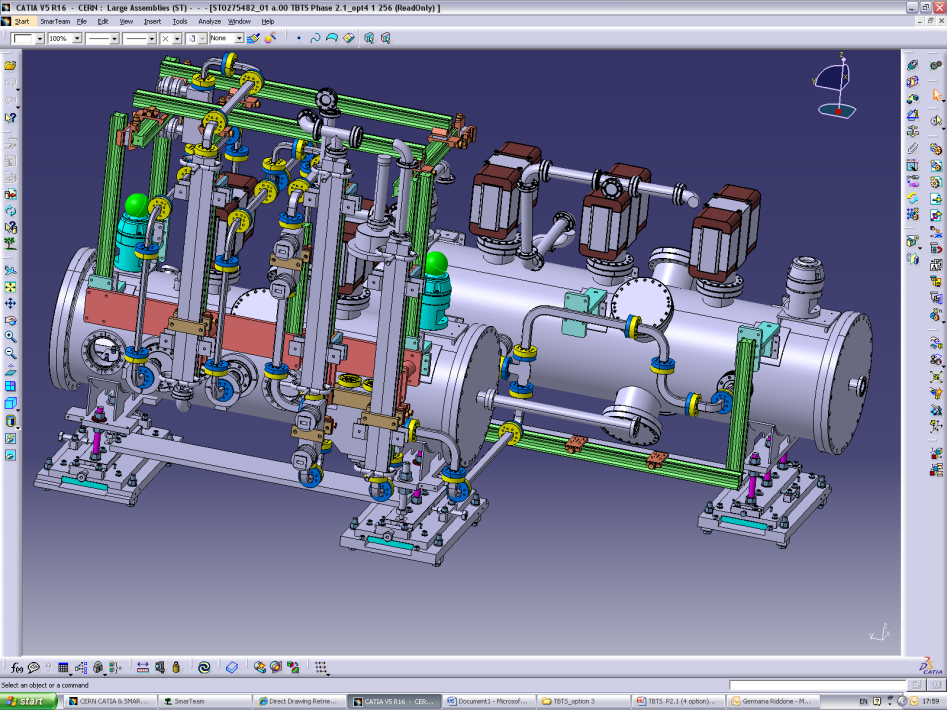 CATIA V5 R16 - CERN : Large Assemblies (ST) - - - [ST0275482_01 a.00 TBTS Phase 2.1_opt4 1 256 (ReadOnly) ]
Start SmarTeam File Edit View Insert Tools Analyze Window Help
100% None
z
x
y
f(x)
CATIA
Select an object or a command
start CERN CATIA & SMAR... SmarTeam Direct Drawing Retrie... CATIA V5 R16 - CER... Document1 - Microsof... TBTS_option 3 TBTS P2.1 (4 option)... Germana Riddone - M... EN 17:59